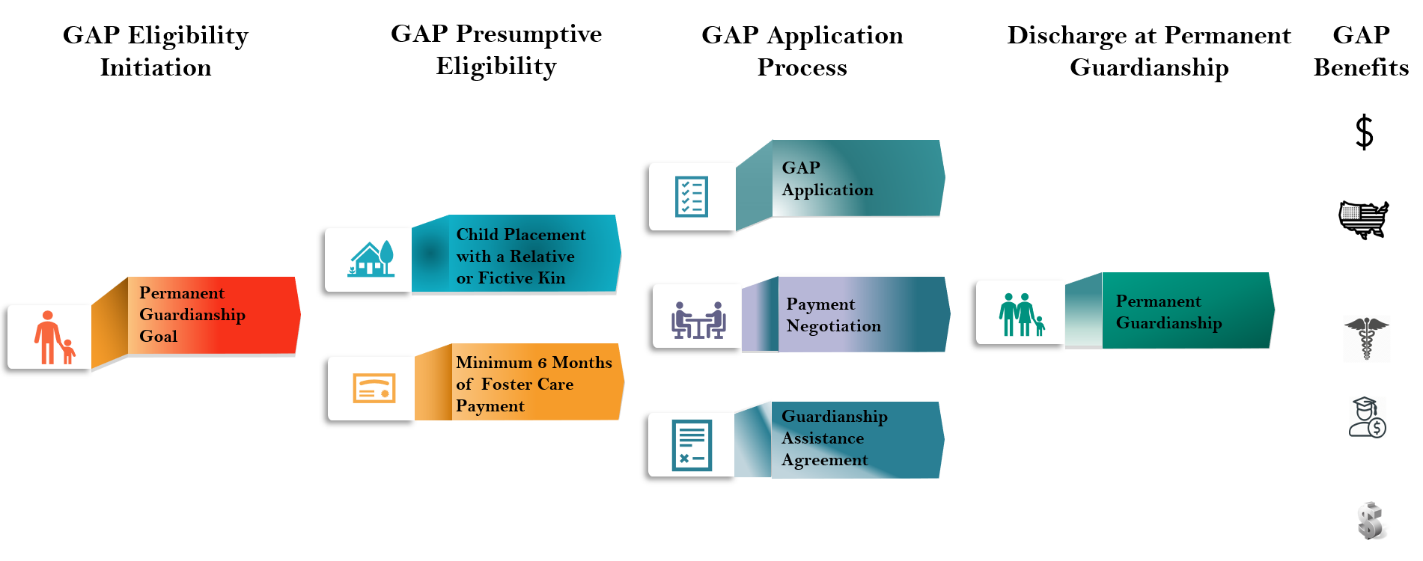 GAP Eligibility
Initiation
GAP Presumptive
Eligibility
GAP Application
Process
Discharge at Permanent
Guardianship
GAP
Benefits
Permanent
Guardianship
Goal
Child Placement
with a Relative
or Fictive Kin
Minimum 6 Months
of Foster Care
Payment
GAP
Application
Payment
Negotiation
Guardianship
Assistance
Agreement
Permanent
Guardianship
$
$
$